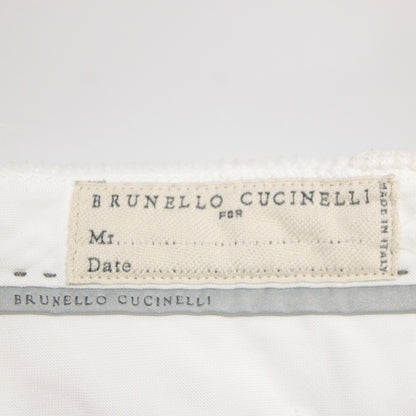 BRUNELLO CUCINELLI
FOR
Mr.............................
Date..........................
MADE IN ITALY
BRUNELLO CUCINELLI